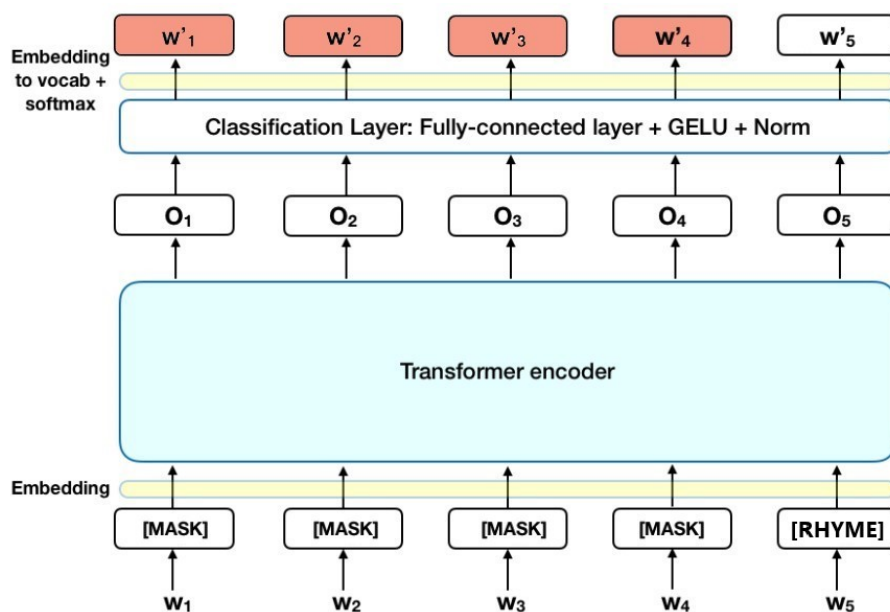 w'₁ w'₂ w'₃ w'₄ w'₅
Embedding
to vocab +
softmax
Classification Layer: Fully-connected layer + GELU + Norm
O₁ O₂ O₃ O₄ O₅
Transformer encoder
Embedding
[MASK] [MASK] [MASK] [MASK] [RHYME]
w₁ w₂ w₃ w₄ w₅